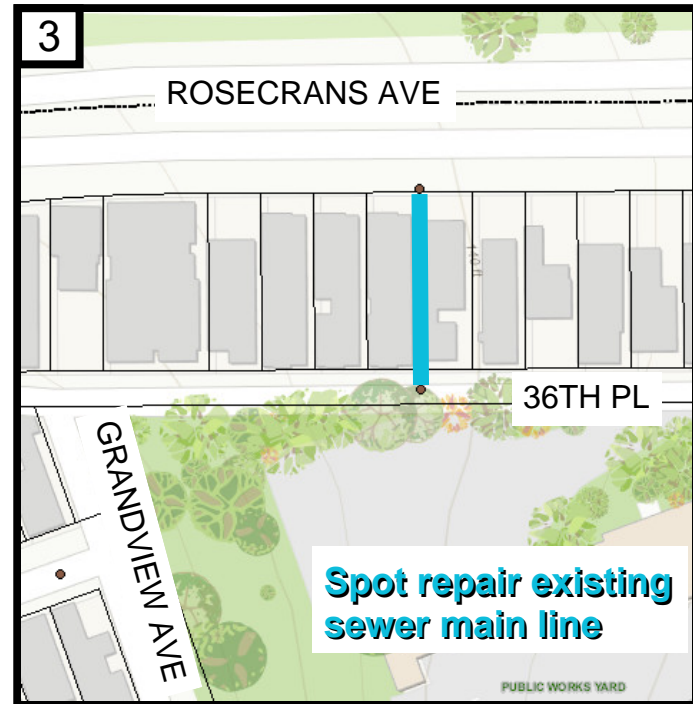 3
ROSECRANS AVE
36TH PL
GRANDVIEW AVE
Spot repair existing
sewer main line
PUBLIC WORKS YARD